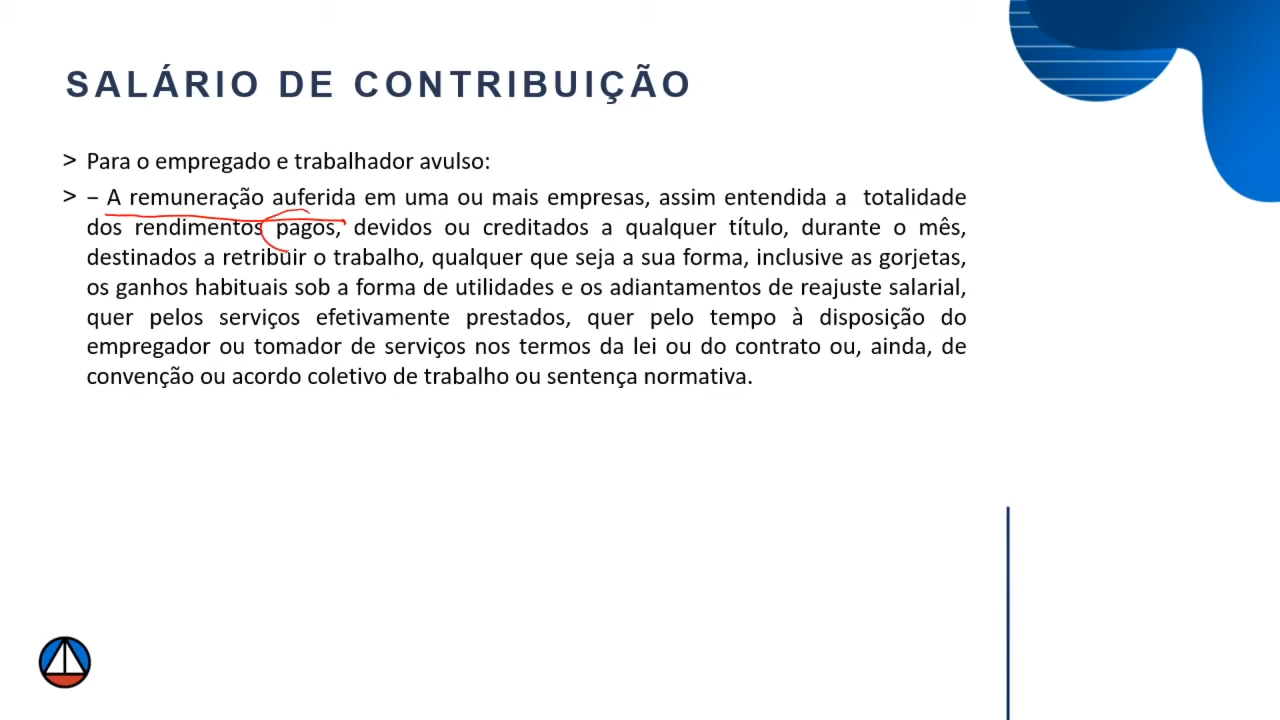 SALÁRIO DE CONTRIBUIÇÃO
> Para o empregado e trabalhador avulso:
> – A remuneração auferida em uma ou mais empresas, assim entendida a totalidade
dos rendimentos pagos, devidos ou creditados a qualquer título, durante o mês,
destinados a retribuir o trabalho, qualquer que seja a sua forma, inclusive as gorjetas,
os ganhos habituais sob a forma de utilidades e os adiantamentos de reajuste salarial,
quer pelos serviços efetivamente prestados, quer pelo tempo à disposição do
empregador ou tomador de serviços nos termos da lei ou do contrato ou, ainda, de
convenção ou acordo coletivo de trabalho ou sentença normativa.